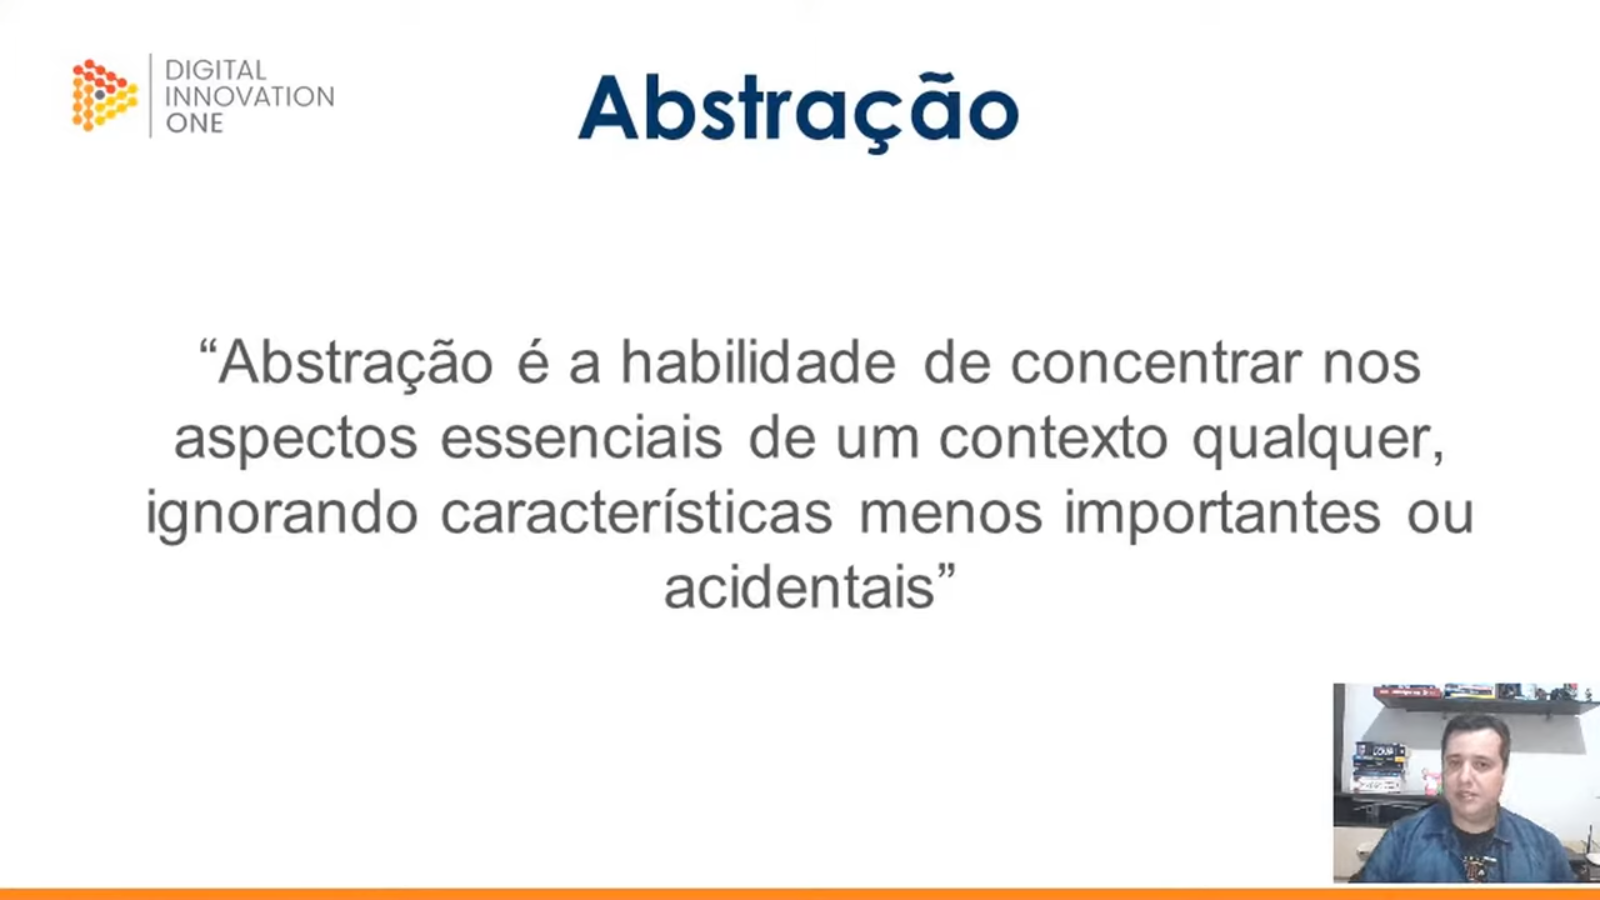 DIGITAL
INNOVATION
ONE
Abstração
“Abstração é a habilidade de concentrar nos
aspectos essenciais de um contexto qualquer,
ignorando características menos importantes ou
acidentais”